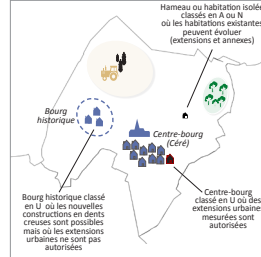 Hameau ou habitation isolée
classés en A ou N
où les habitations existantes
peuvent évoluer
(extensions et annexes)
Bourg
historique
Centre-bourg
(Céré)
Bourg historique classé
en U où les nouvelles
constructions en dents
creuses sont possibles
mais où les extensions
urbaines ne sont pas
autorisées
Centre-bourg
classé en U où des
extensions urbaines
mesurées sont
autorisées